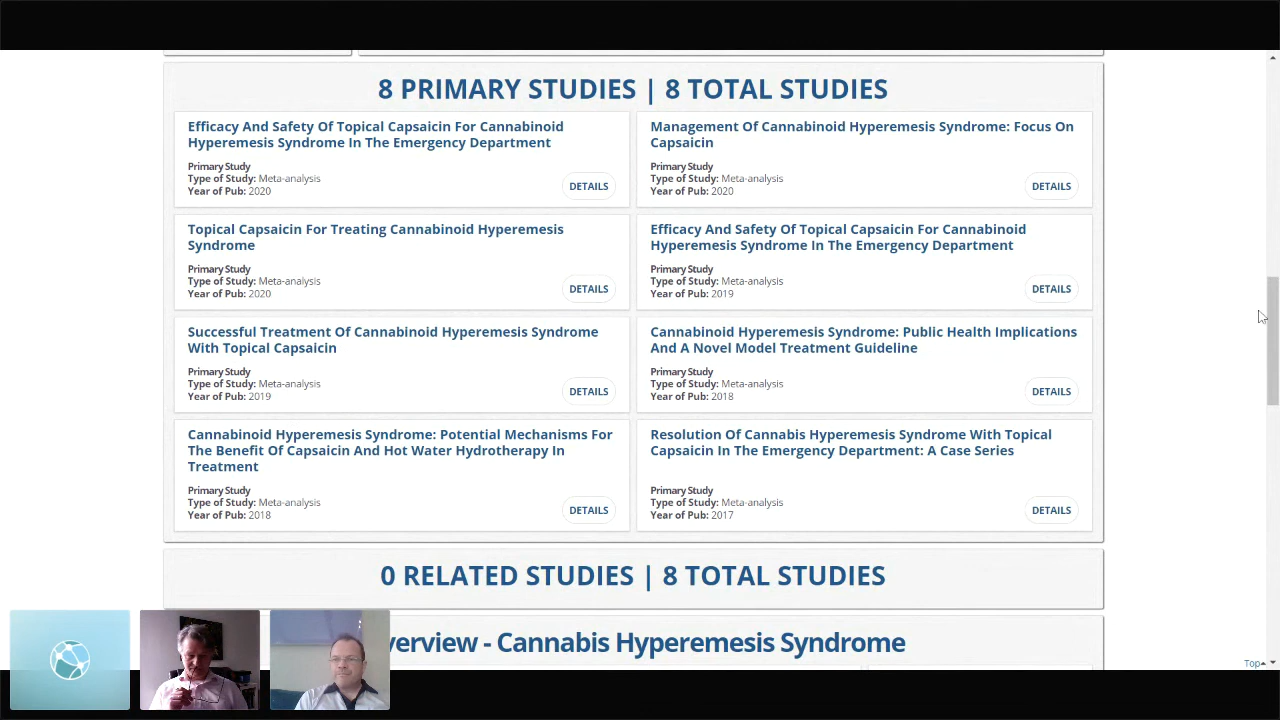 8 PRIMARY STUDIES | 8 TOTAL STUDIES
Efficacy And Safety Of Topical Capsaicin For Cannabinoid
Hyperemesis Syndrome In The Emergency Department
Primary Study
Type of Study: Meta-analysis
Year of Pub: 2020
DETAILS
Management Of Cannabinoid Hyperemesis Syndrome: Focus On
Capsaicin
Primary Study
Type of Study: Meta-analysis
Year of Pub: 2020
DETAILS
Topical Capsaicin For Treating Cannabinoid Hyperemesis
Syndrome
Primary Study
Type of Study: Meta-analysis
Year of Pub: 2020
DETAILS
Efficacy And Safety Of Topical Capsaicin For Cannabinoid
Hyperemesis Syndrome In The Emergency Department
Primary Study
Type of Study: Meta-analysis
Year of Pub: 2019
DETAILS
Successful Treatment Of Cannabinoid Hyperemesis Syndrome
With Topical Capsaicin
Primary Study
Type of Study: Meta-analysis
Year of Pub: 2019
DETAILS
Cannabinoid Hyperemesis Syndrome: Public Health Implications
And A Novel Model Treatment Guideline
Primary Study
Type of Study: Meta-analysis
Year of Pub: 2018
DETAILS
Cannabinoid Hyperemesis Syndrome: Potential Mechanisms For
The Benefit Of Capsaicin And Hot Water Hydrotherapy In
Treatment
Primary Study
Type of Study: Meta-analysis
Year of Pub: 2018
DETAILS
Resolution Of Cannabis Hyperemesis Syndrome With Topical
Capsaicin In The Emergency Department: A Case Series
Primary Study
Type of Study: Meta-analysis
Year of Pub: 2017
DETAILS
0 RELATED STUDIES | 8 TOTAL STUDIES
verview - Cannabis Hyperemesis Syndrome
Top